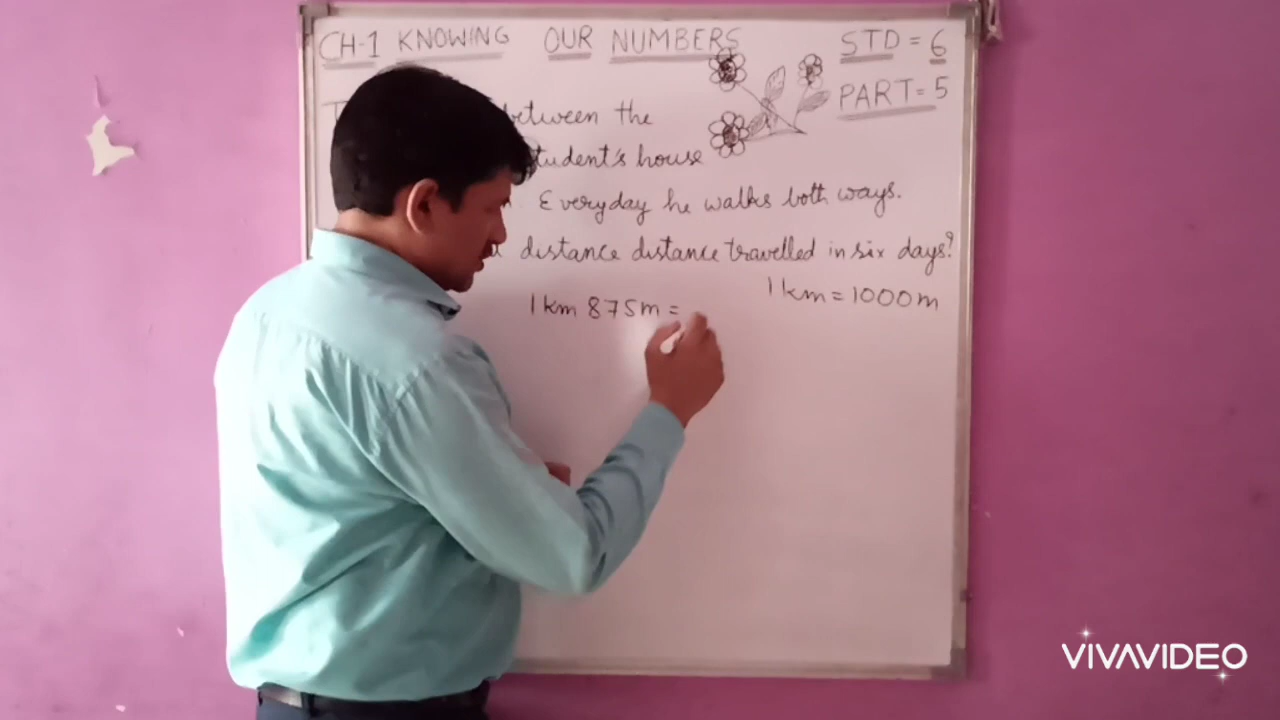 CH-1 KNOWING OUR NUMBERS
STD = 6
PART = 5
between the
student's house
Everyday he walks both ways.
distance distance travelled in six days?
1 km = 1000 m
1 km 875 m =
VIVAVIDEO